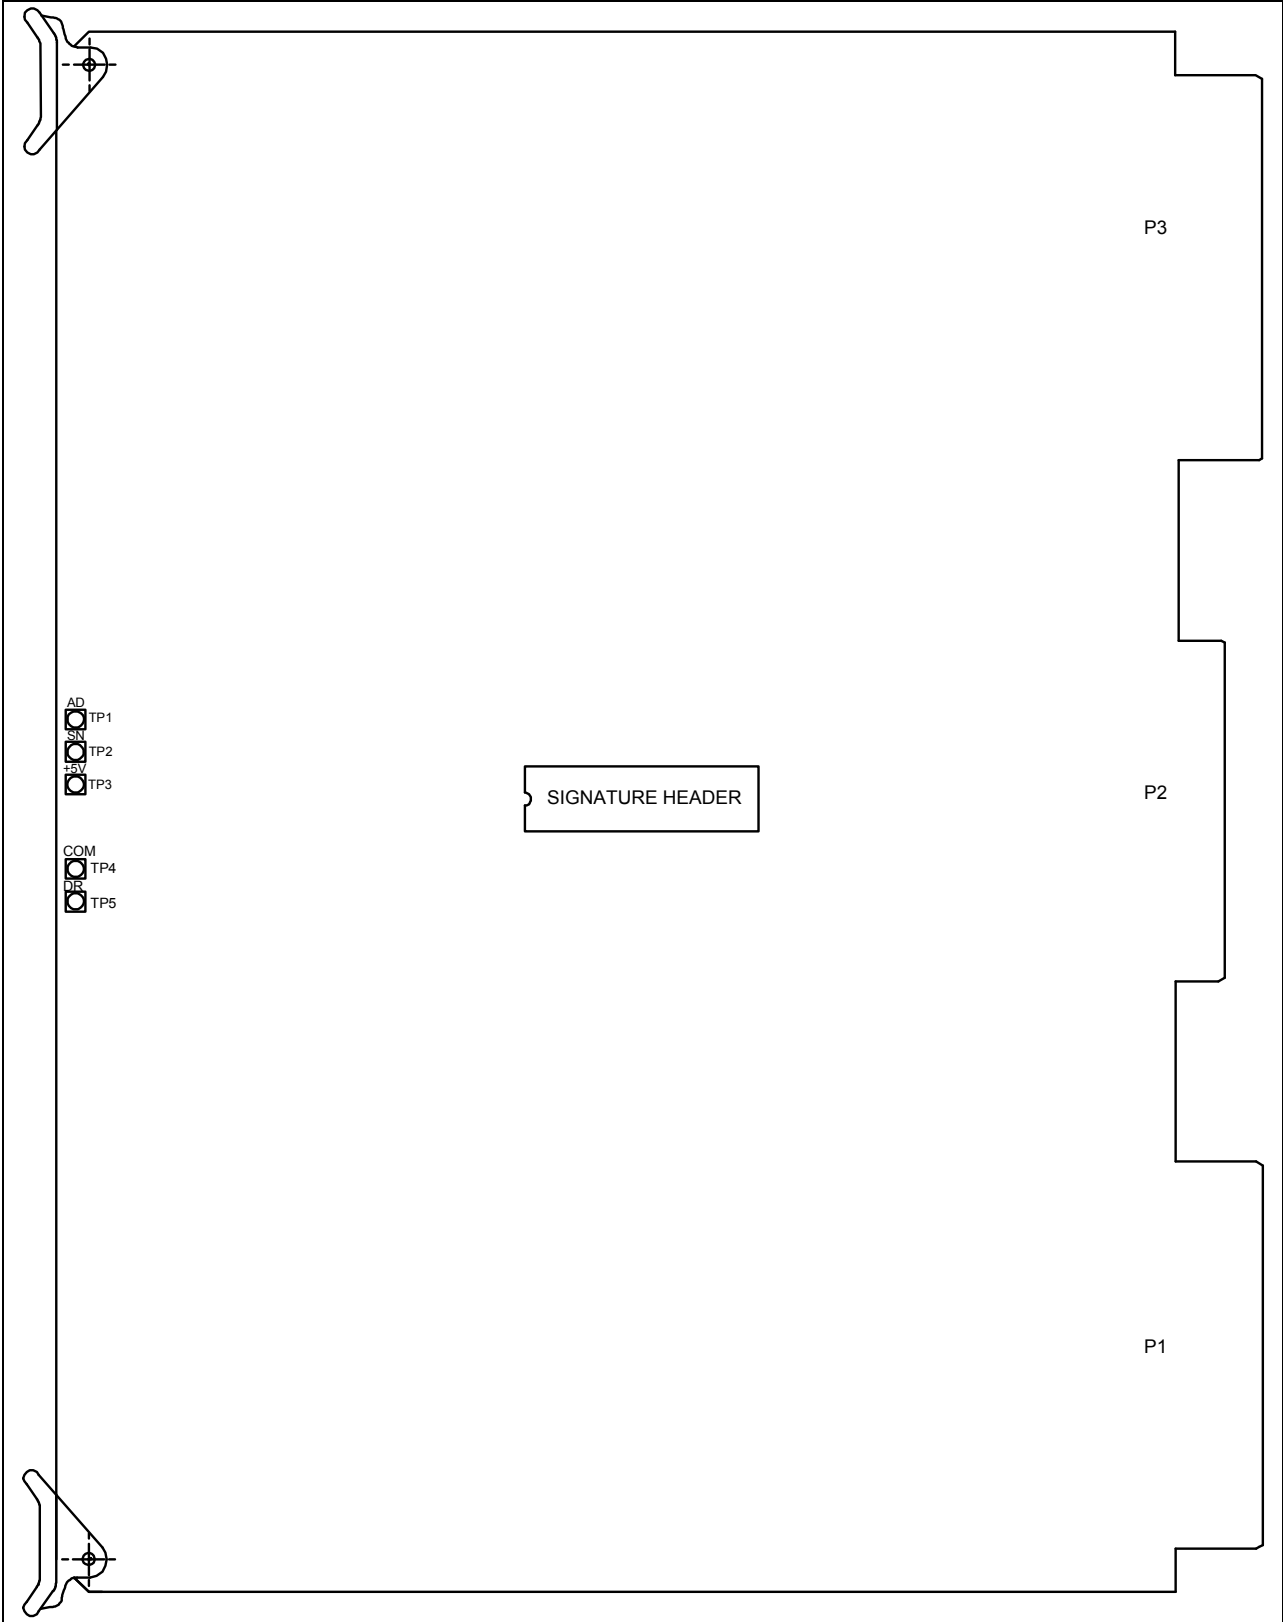 P3
AD
TP1
SN
TP2
+5V
TP3
SIGNATURE HEADER
P2
COM
TP4
DR
TP5
P1